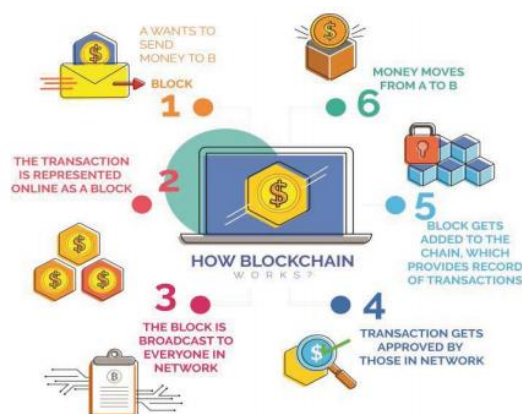 A WANTS TO
SEND
MONEY TO B
BLOCK
1
THE TRANSACTION
IS REPRESENTED
ONLINE AS A BLOCK
2
3
THE BLOCK IS
BROADCAST TO
EVERYONE IN
NETWORK
4
TRANSACTION GETS
APPROVED BY
THOSE IN NETWORK
5
BLOCK GETS
ADDED TO THE
CHAIN, WHICH
PROVIDES RECORD
OF TRANSACTIONS
6
MONEY MOVES
FROM A TO B
HOW BLOCKCHAIN
WORKS?